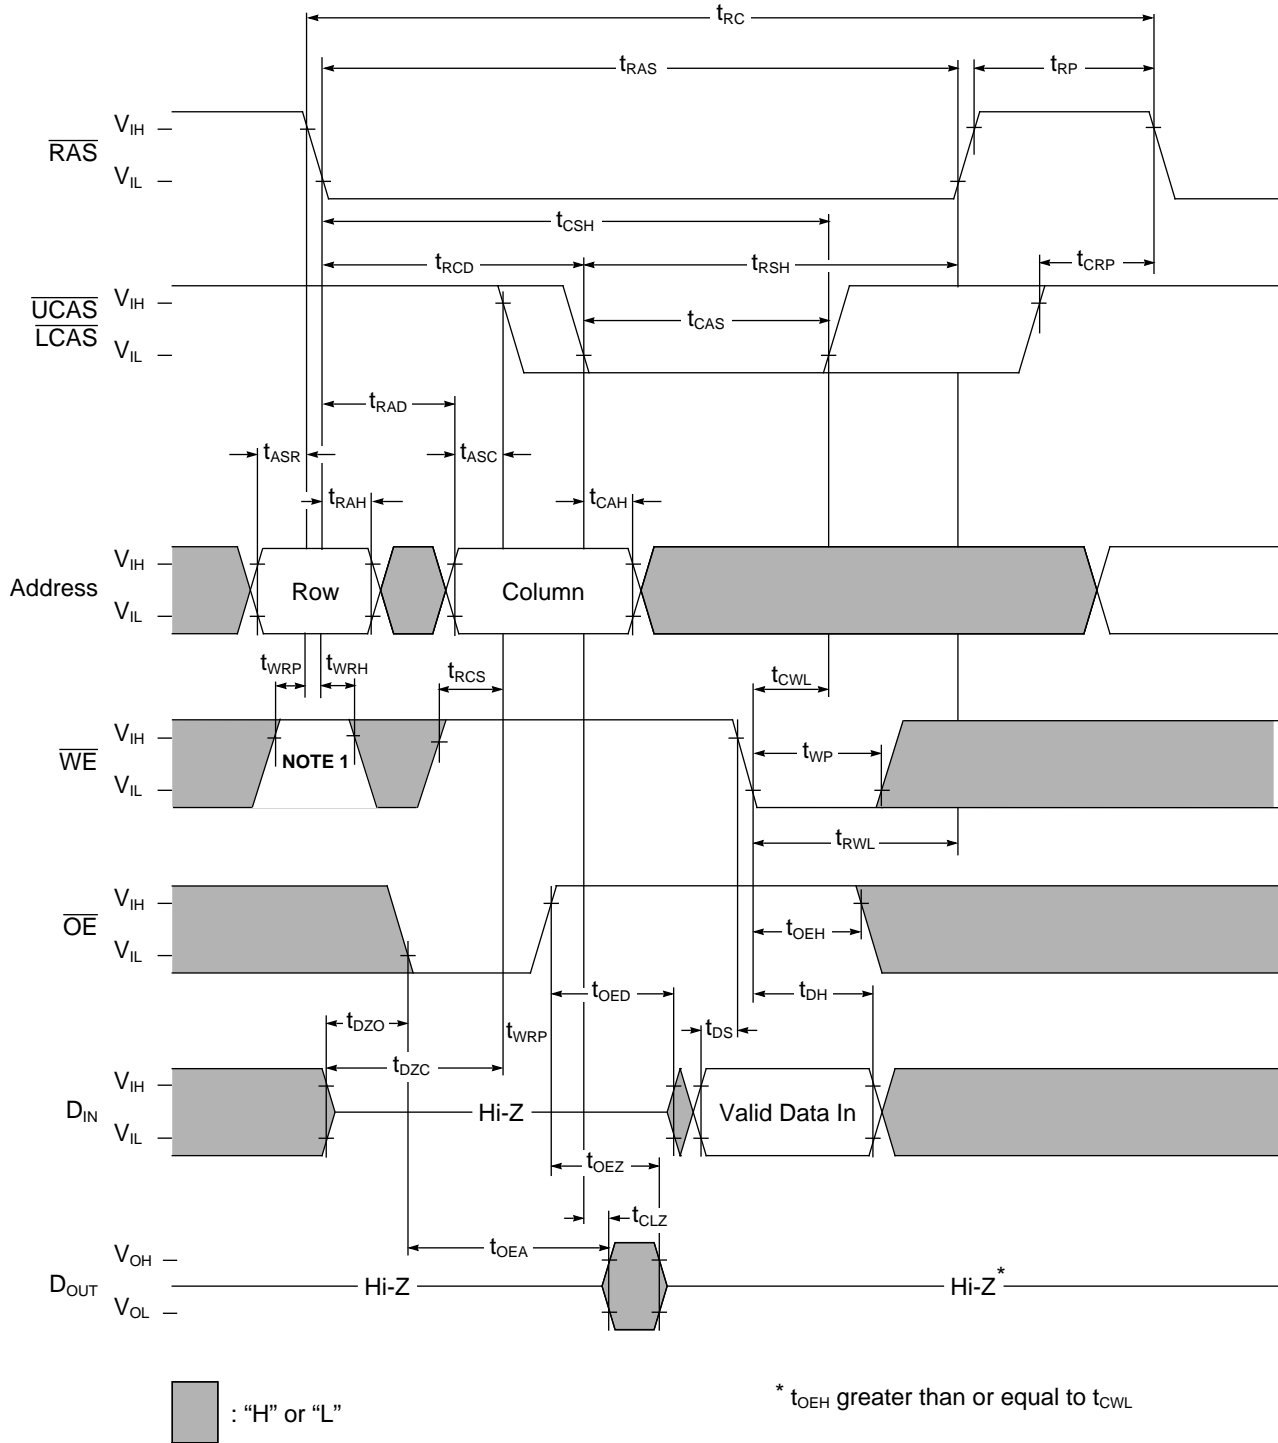 tRC
tRAS
tRP
RAS
VIH
VIL
tCSH
tRCD
tRSH
tCRP
UCAS
LCAS
VIH
VIL
tCAS
tRAD
tASR
tASC
tRAH
tCAH
Address
VIH
VIL
Row
Column
tWRP
tWRH
tRCS
tCWL
WE
VIH
VIL
NOTE 1
tWP
tRWL
OE
VIH
VIL
tOEH
tOED
tDH
tDZO
tWRP
tDS
tDZC
DIN
VIH
VIL
Hi-Z
Valid Data In
tOEZ
tCLZ
tOEA
DOUT
VOH
VOL
Hi-Z
Hi-Z*
: “H” or “L”
* tOEH greater than or equal to tCWL